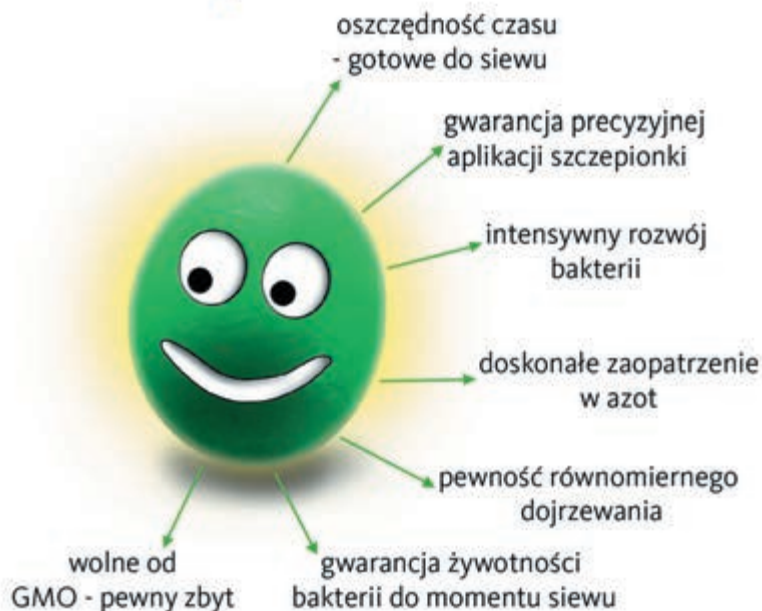 oszczędność czasu
- gotowe do siewu
gwarancja precyzyjnej
aplikacji szczepionki
intensywny rozwój
bakterii
doskonałe zaopatrzenie
w azot
pewność równomiernego
dojrzewania
gwarancja żywotności
bakterii do momentu siewu
wolne od
GMO - pewny zbyt